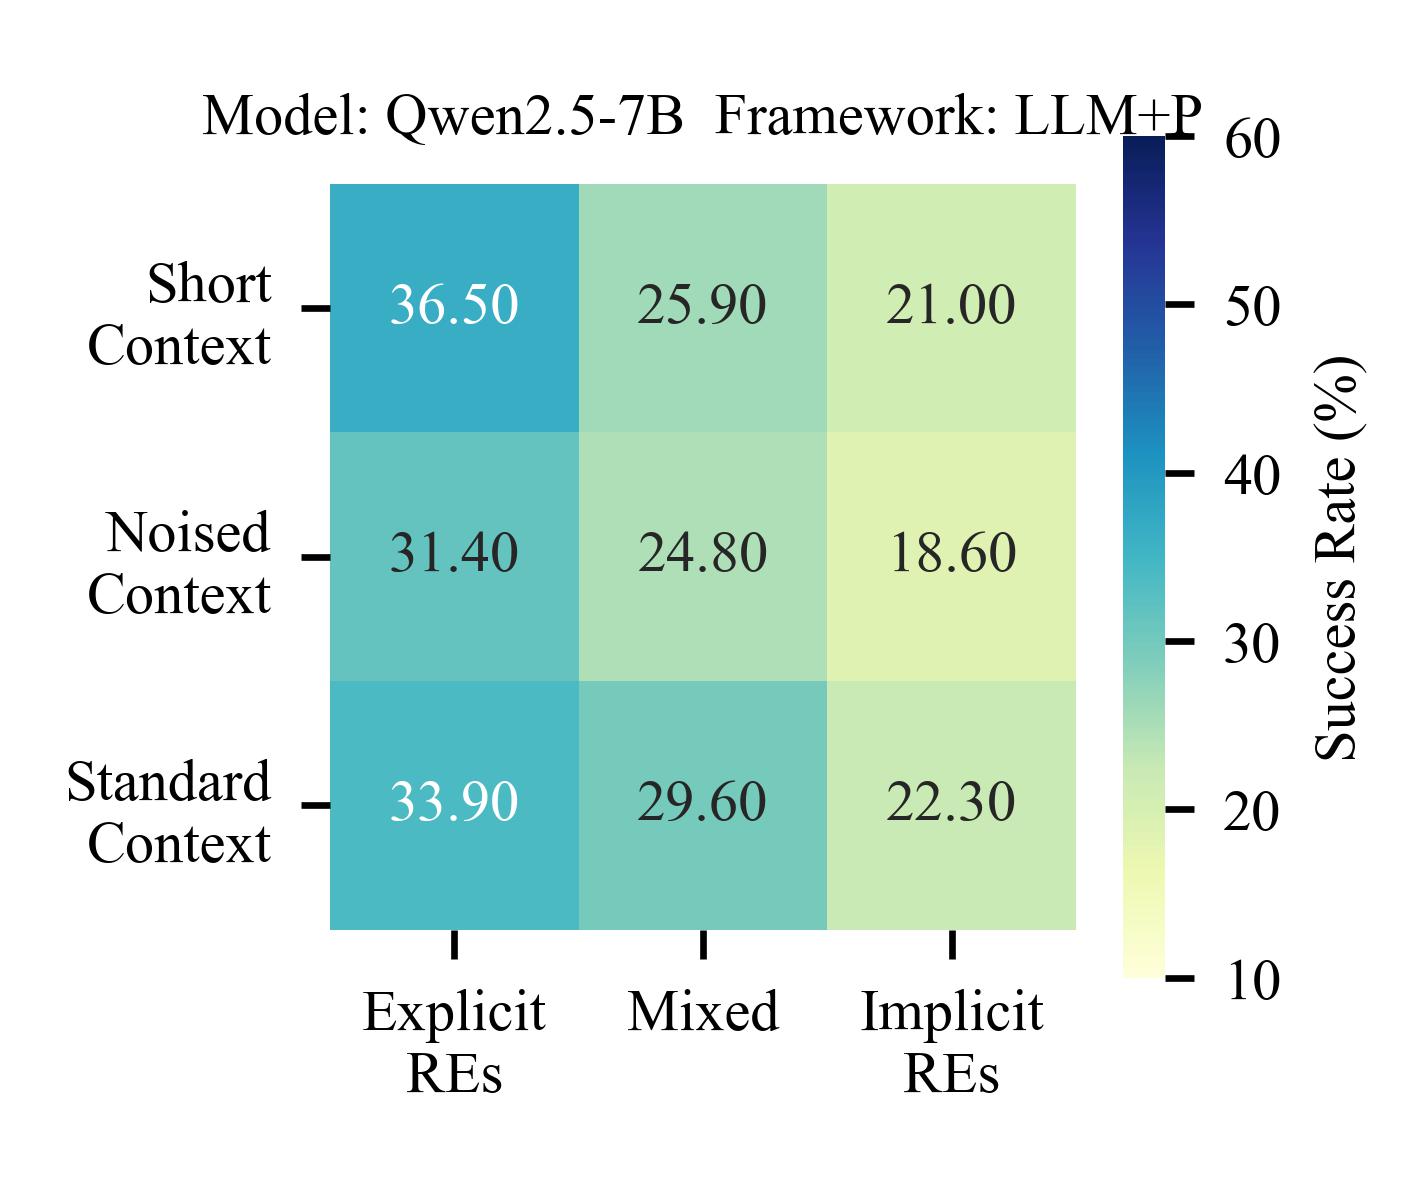 Model: Qwen2.5-7B  Framework: LLM+P
Short
Context
36.50 25.90 21.00
Noised
Context
31.40 24.80 18.60
Standard
Context
33.90 29.60 22.30
Explicit
REs
Mixed
Implicit
REs
60
50
40
30
20
10
Success Rate (%)